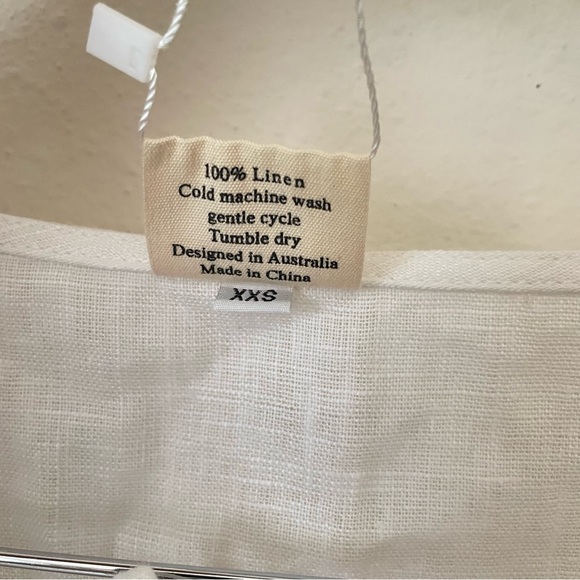 100% Linen
Cold machine wash
gentle cycle
Tumble dry
Designed in Australia
Made in China
XXS